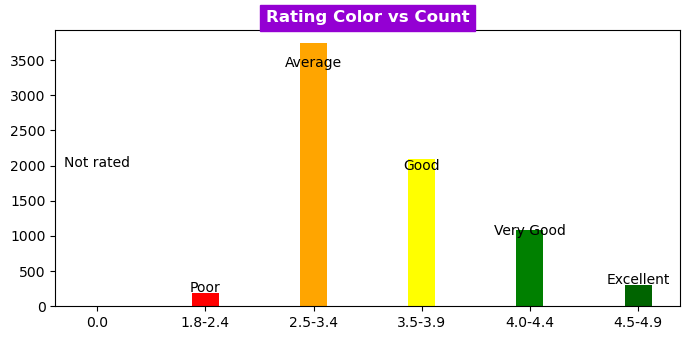 Rating Color vs Count
3500
3000
2500
2000
1500
1000
500
0
Average
Not rated
Good
Very Good
Poor
Excellent
0.0 1.8-2.4 2.5-3.4 3.5-3.9 4.0-4.4 4.5-4.9